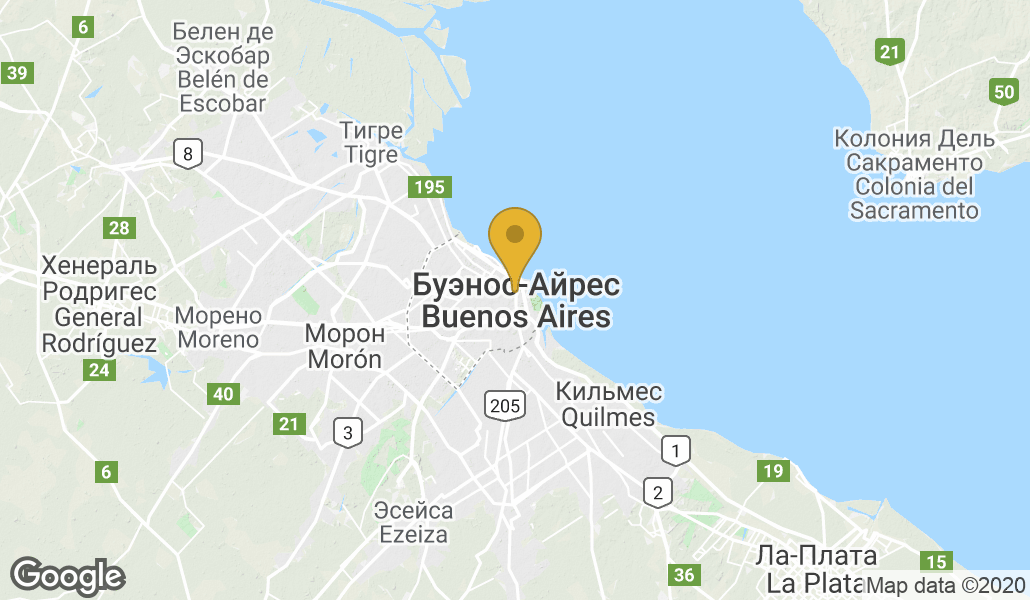 6
Белен де
Эскобар
Belén de
Escobar
21
39
50
Тигре
Tigre
Колония Дель
Сакраменто
Colonia del
Sacramento
8
195
28
Хенераль
Родригес
General
Rodríguez
Буэнос-Айрес
Buenos Aires
Морено
Moreno
Морон
Morón
24
40
Кильмес
Quilmes
205
21
3
1
6
19
2
Эсейса
Ezeiza
Ла-Плата
La Plata
15
36
Google
Map data ©2020